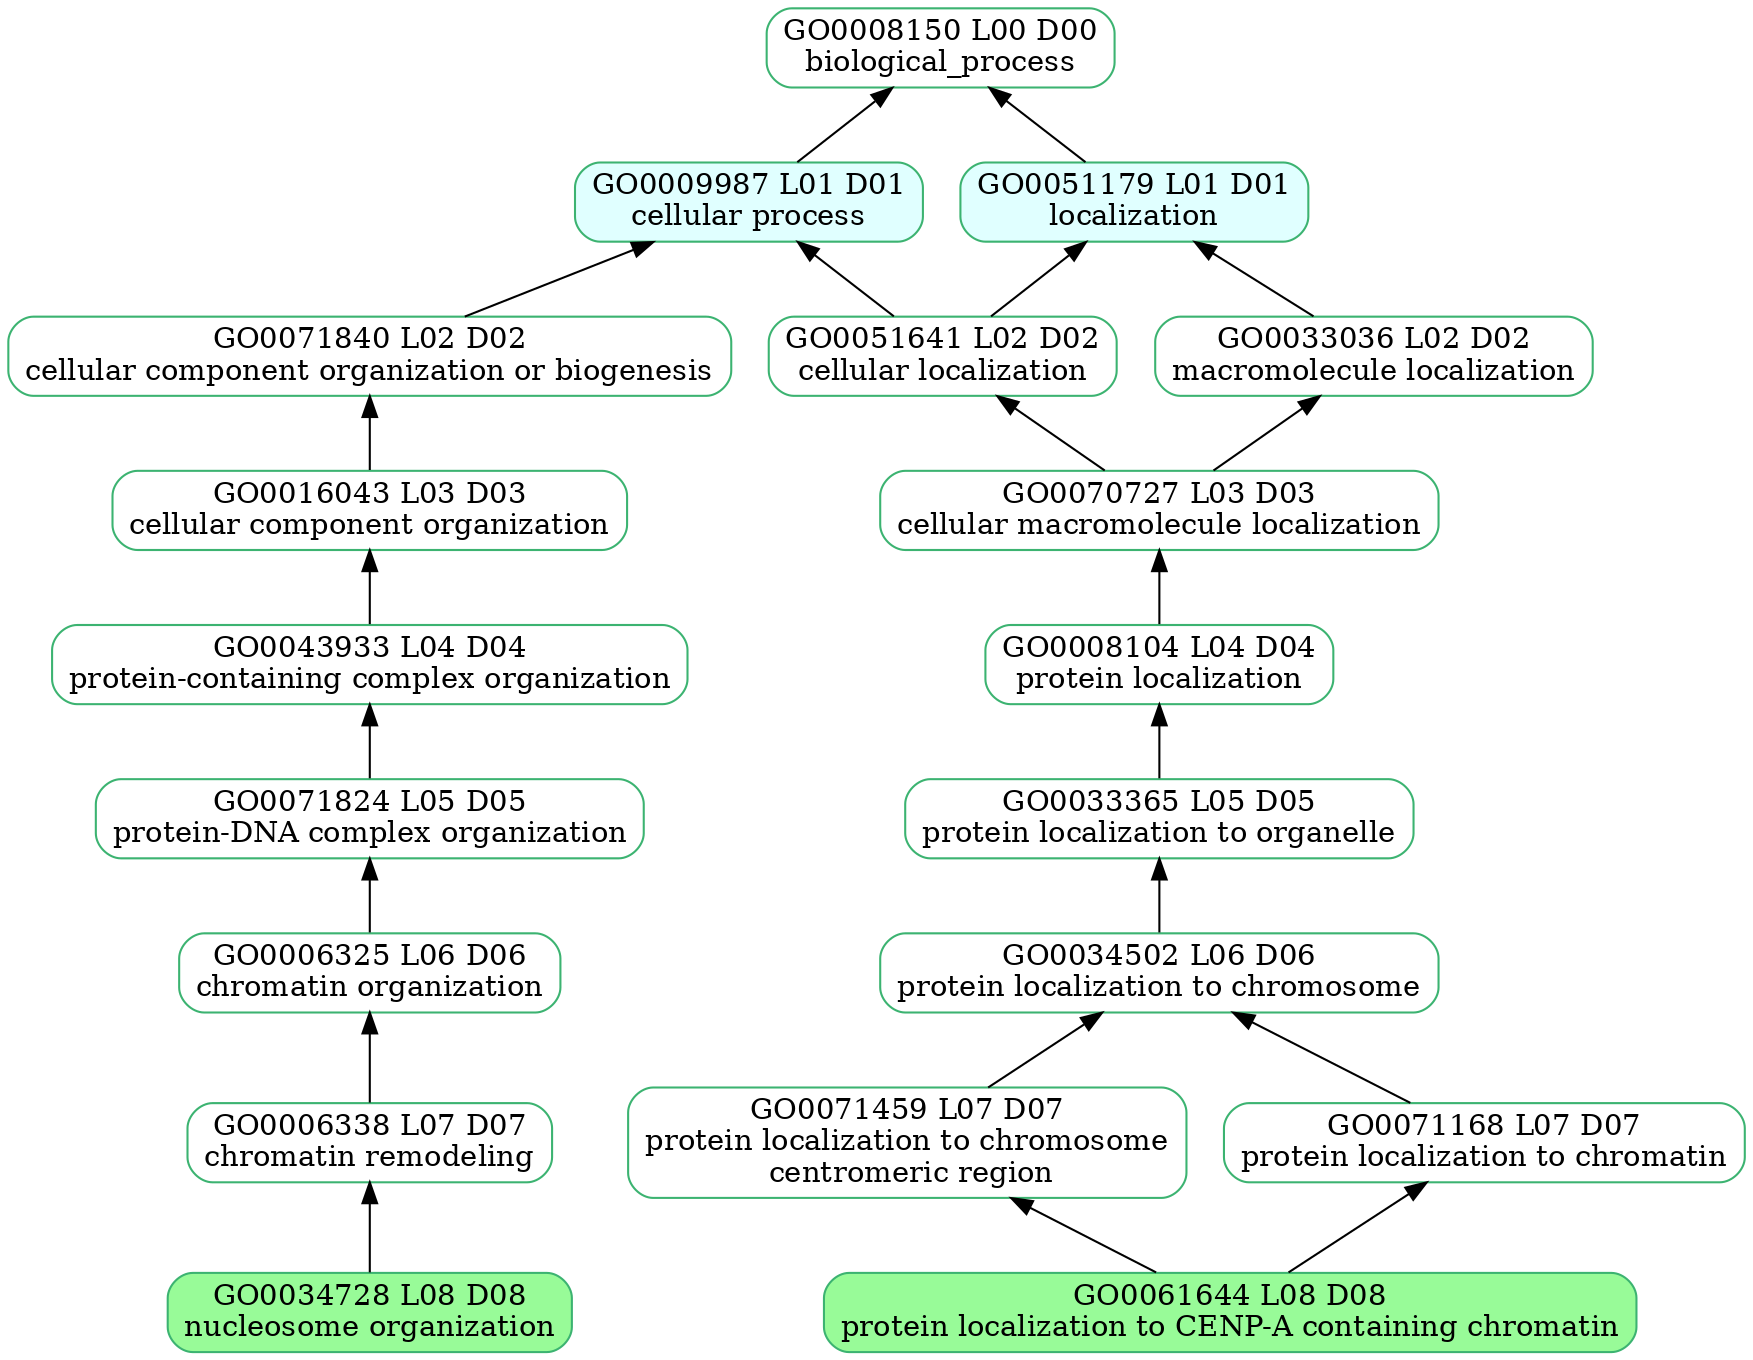 GO0008150 L00 D00
biological_process
GO0009987 L01 D01
cellular process
GO0051179 L01 D01
localization
GO0071840 L02 D02
cellular component organization or biogenesis
GO0051641 L02 D02
cellular localization
GO0033036 L02 D02
macromolecule localization
GO0016043 L03 D03
cellular component organization
GO0070727 L03 D03
cellular macromolecule localization
GO0043933 L04 D04
protein-containing complex organization
GO0008104 L04 D04
protein localization
GO0071824 L05 D05
protein-DNA complex organization
GO0033365 L05 D05
protein localization to organelle
GO0006325 L06 D06
chromatin organization
GO0034502 L06 D06
protein localization to chromosome
GO0006338 L07 D07
chromatin remodeling
GO0071459 L07 D07
protein localization to chromosome
centromeric region
GO0071168 L07 D07
protein localization to chromatin
GO0034728 L08 D08
nucleosome organization
GO0061644 L08 D08
protein localization to CENP-A containing chromatin